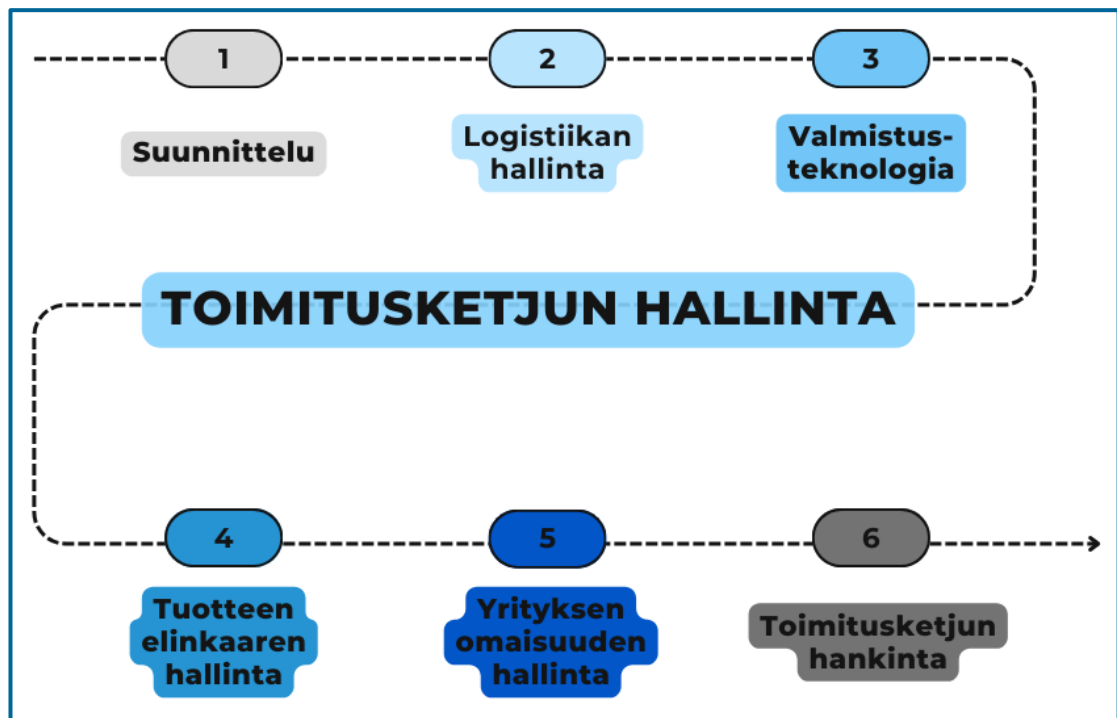 1
2
3
Suunnittelu
Logistiikan
hallinta
Valmistus-
teknologia
TOIMITUSKETJUN HALLINTA
4
5
6
Tuotteen
elinkaaren
hallinta
Yrityksen
omaisuuden
hallinta
Toimitusketjun
hankinta